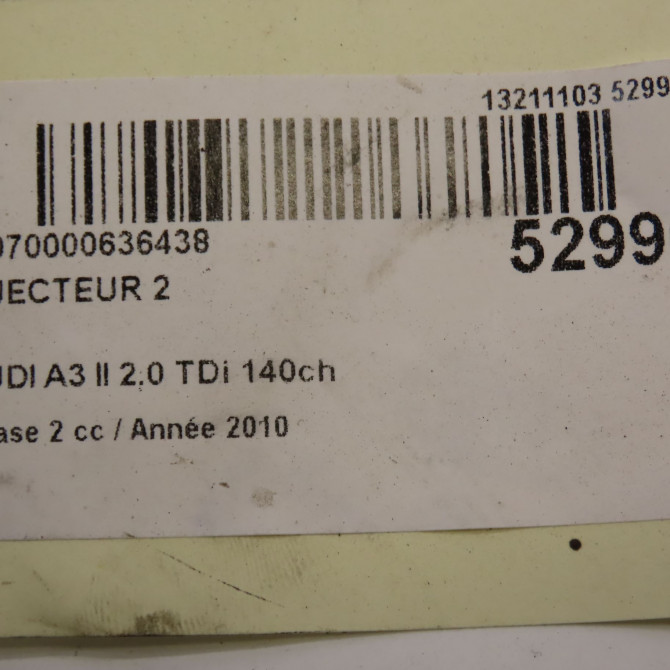 13211103 5299
070000636438
5299
JECTEUR 2
UDI A3 II 2.0 TDi 140ch
ase 2 cc / Année 2010